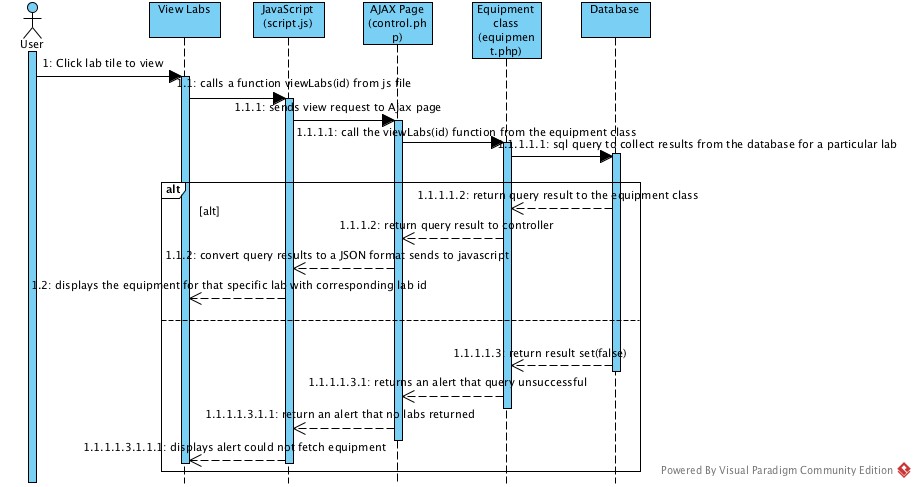 View Labs
JavaScript
(script.js)
AJAX Page
(control.ph
p)
Equipment
class
(equipmen
t.php)
Database
User
1: Click lab tile to view
1.1: calls a function viewLabs(id) from js file
1.1.1: sends view request to Ajax page
1.1.1.1: call the viewLabs(id) function from the equipment class
1.1.1.1.1: sql query to collect results from the database for a particular lab
alt
[alt]
1.1.1.1.2: return query result to the equipment class
1.1.1.2: return query result to controller
1.1.2: convert query results to a JSON format sends to javascript
1.2: displays the equipment for that specific lab with corresponding lab id
1.1.1.1.3: return result set(false)
1.1.1.1.3.1: returns an alert that query unsuccessful
1.1.1.1.3.1.1: return an alert that no labs returned
1.1.1.1.3.1.1.1: displays alert could not fetch equipment
Powered By Visual Paradigm Community Edition